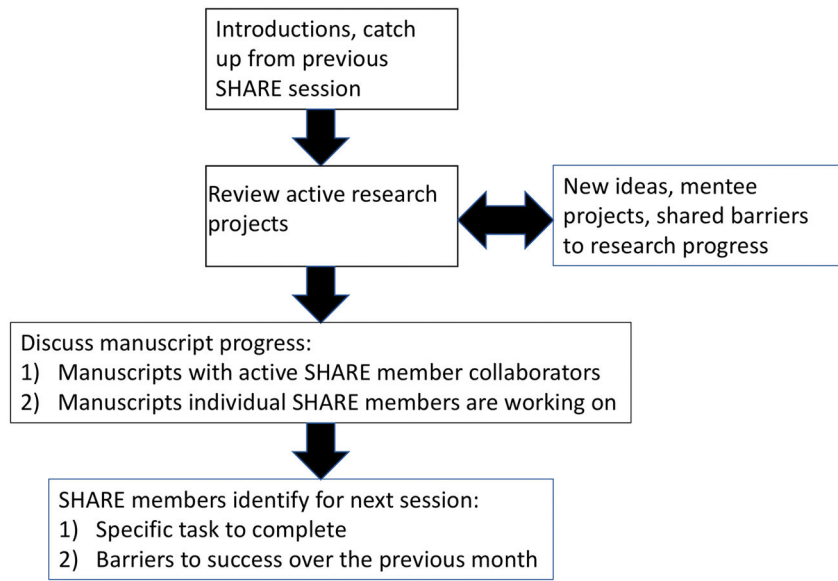 Introductions, catch
up from previous
SHARE session
Review active research
projects
New ideas, mentee
projects, shared barriers
to research progress
Discuss manuscript progress:
1) Manuscripts with active SHARE member collaborators
2) Manuscripts individual SHARE members are working on
SHARE members identify for next session:
1) Specific task to complete
2) Barriers to success over the previous month